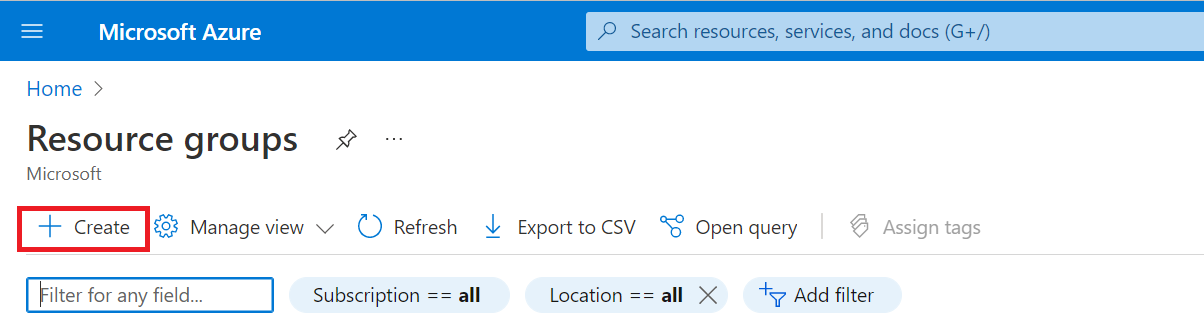 Microsoft Azure
Search resources, services, and docs (G+/)
Home
Resource groups
Microsoft
Create
Manage view
Refresh
Export to CSV
Open query
Assign tags
Filter for any field...
Subscription == all
Location == all
Add filter